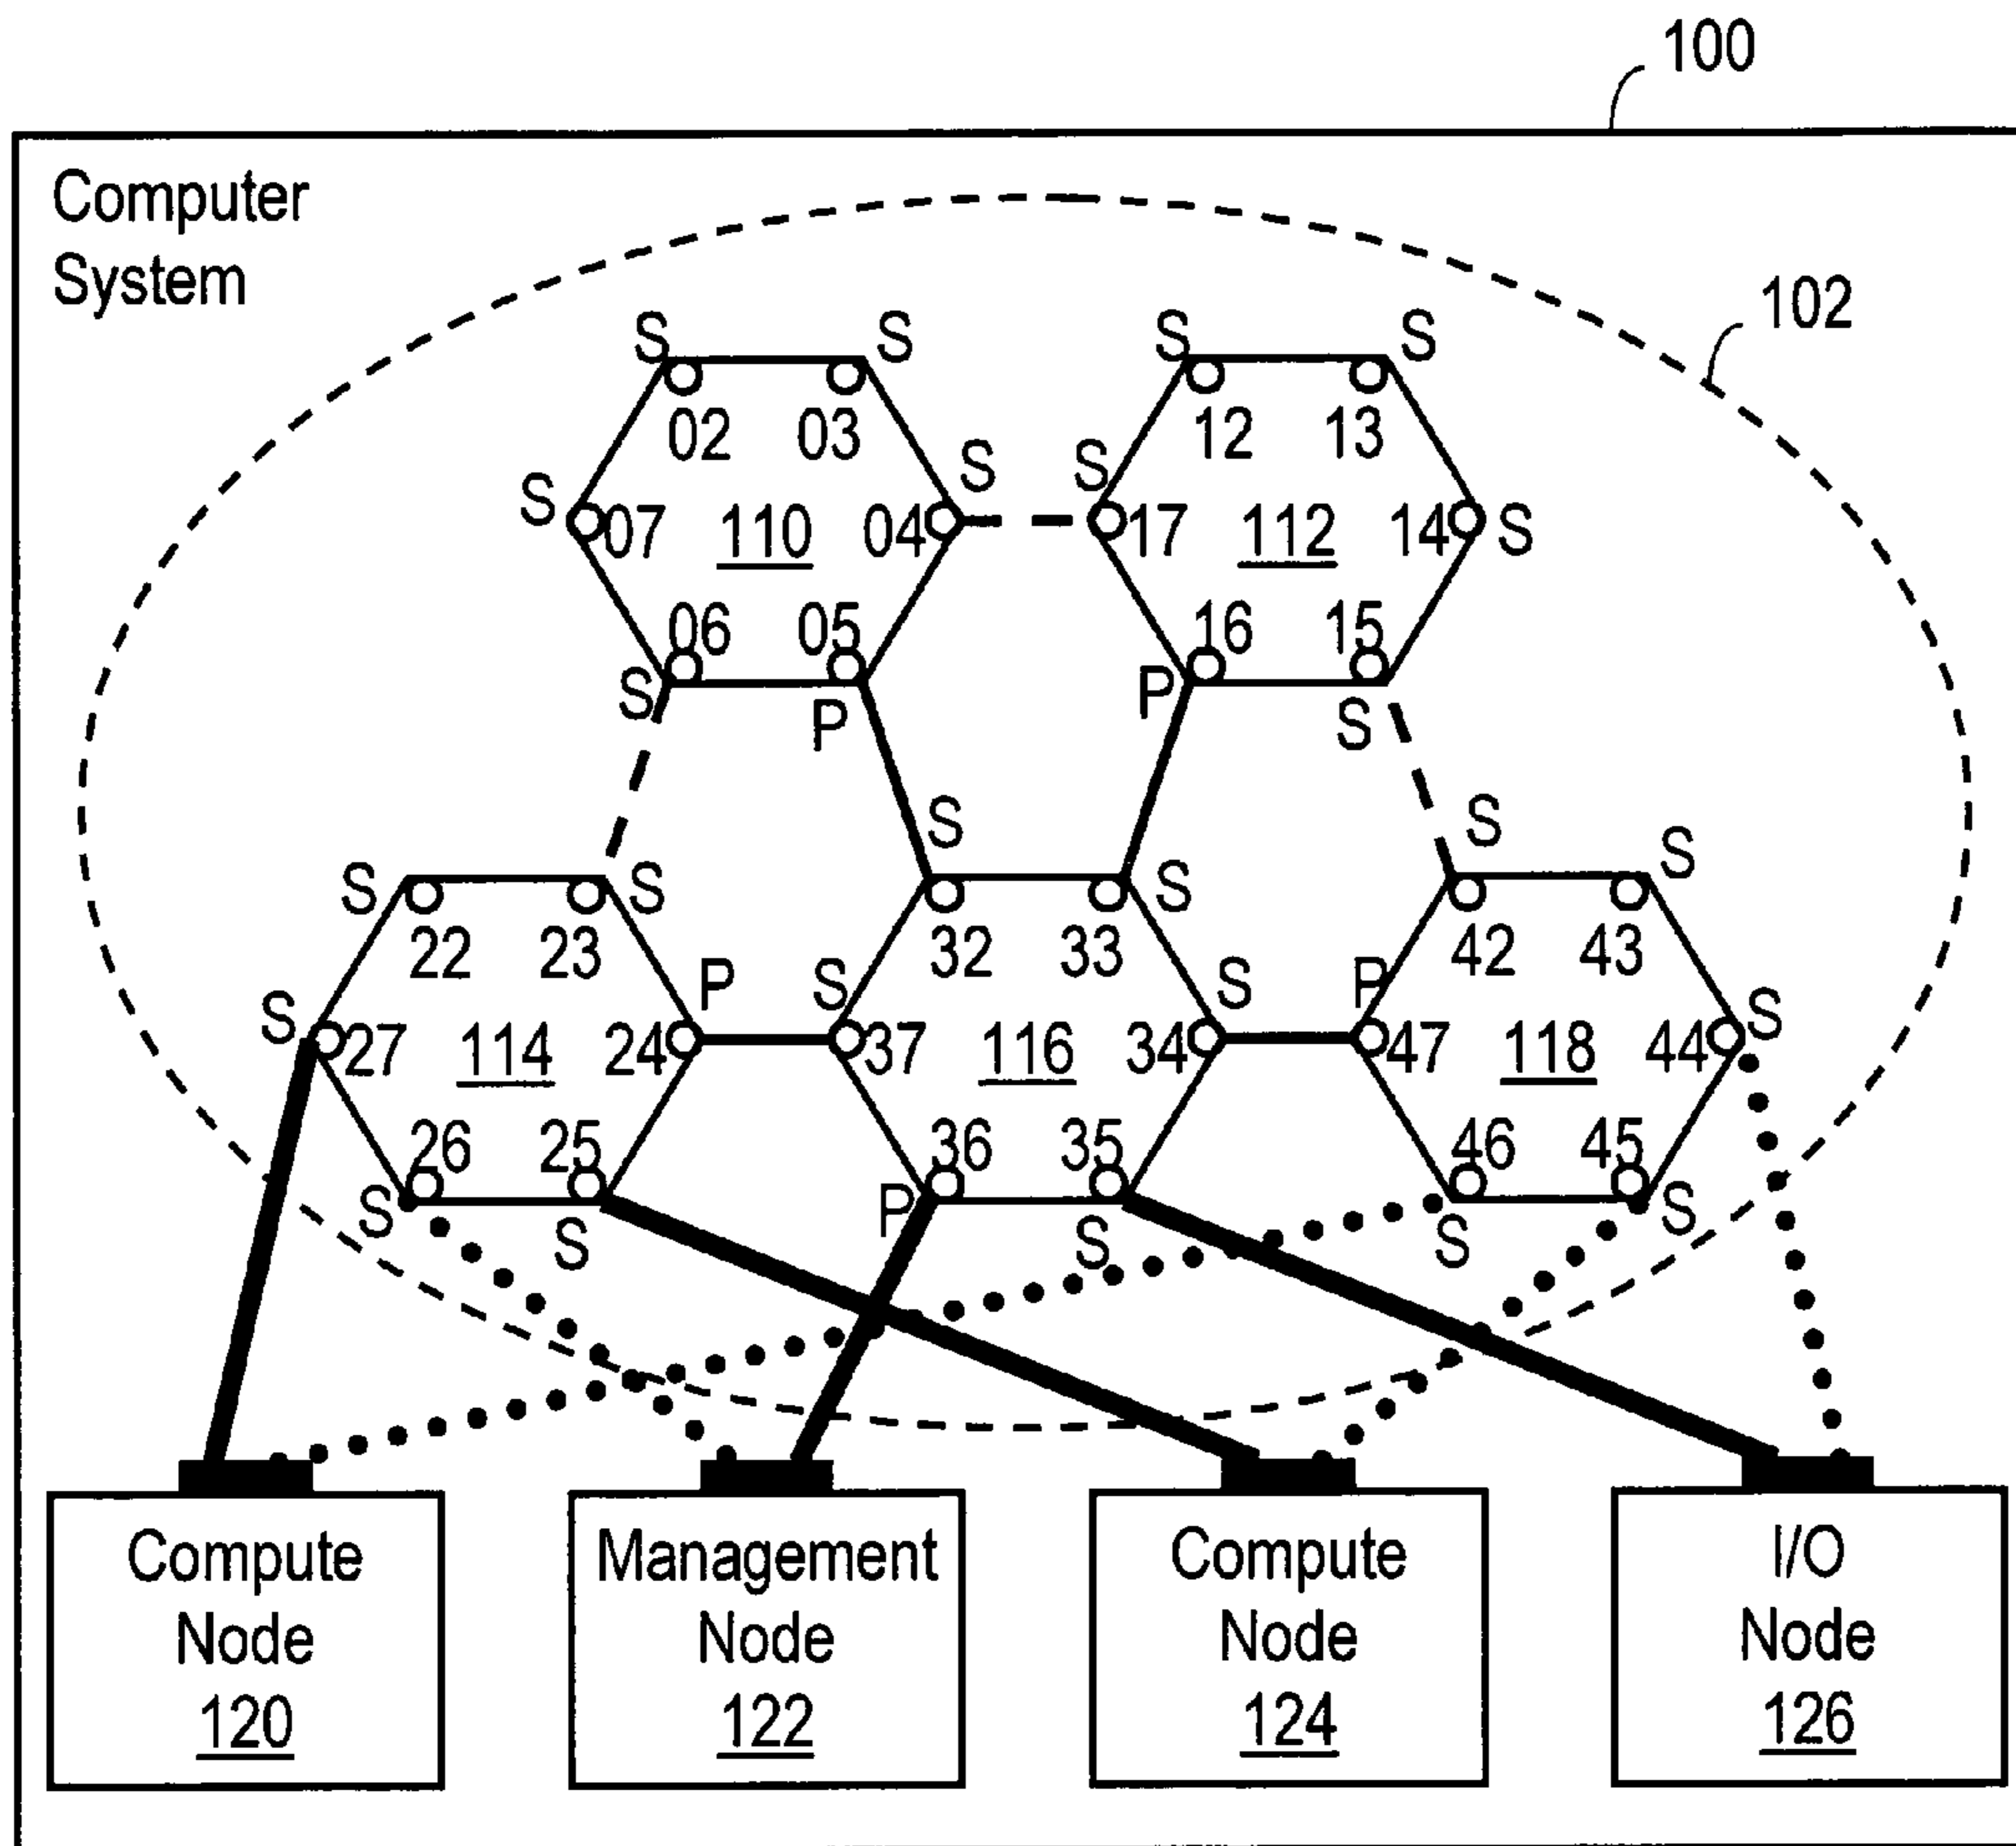 100
Computer
System
102
S S S S
02 03 12 13
S S S
07 110 04 17 112 14 S
06 05 16 15
S P P S
S S S S S S
22 23 32 33 42 43
S P S S P S
27 114 24 37 116 34 47 118 44
26 25 36 35 46 45
S S P S S S
Compute
Node
120
Management
Node
122
Compute
Node
124
I/O
Node
126